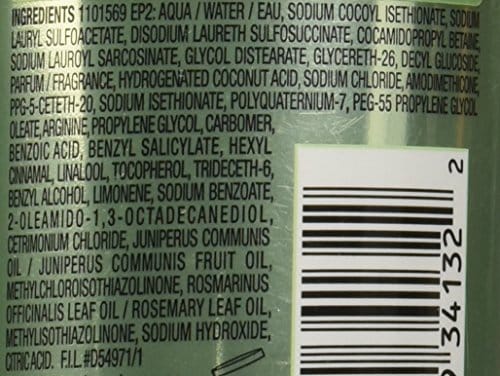 INGREDIENTS 1101569 EP2: AQUA / WATER / EAU, SODIUM COCOYL ISETHIONATE, SODIUM
LAURYL SULFOACETATE, DISODIUM LAURETH SULFOSUCCINATE, COCAMIDOPROPYL BETAINE,
SODIUM LAUROYL SARCOSINATE, GLYCOL DISTEARATE, GLYCERETH-26, DECYL GLUCOSIDE,
PARFUM / FRAGRANCE, HYDROGENATED COCONUT ACID, SODIUM CHLORIDE, AMODIMETHICONE,
PPG-5-CETETH-20, SODIUM ISETHIONATE, POLYQUATERNIUM-7, PEG-55 PROPYLENE GLYCOL
OLEATE, ARGININE, PROPYLENE GLYCOL, CARBOMER,
BENZOIC ACID, BENZYL SALICYLATE, HEXYL
CINNAMAL, LINALOOL, TOCOPHEROL, TRIDECETH-6,
BENZYL ALCOHOL, LIMONENE, SODIUM BENZOATE,
2-OLEAMIDO-1,3-OCTADECANEDIOL,
CETRIMONIUM CHLORIDE, JUNIPERUS COMMUNIS
OIL / JUNIPERUS COMMUNIS FRUIT OIL,
METHYLCHLOROISOTHIAZOLINONE, ROSMARINUS
OFFICINALIS LEAF OIL / ROSEMARY LEAF OIL,
METHYLISOTHIAZOLINONE, SODIUM HYDROXIDE,
CITRIC ACID. F.I.L.#D54971/1
34132 2